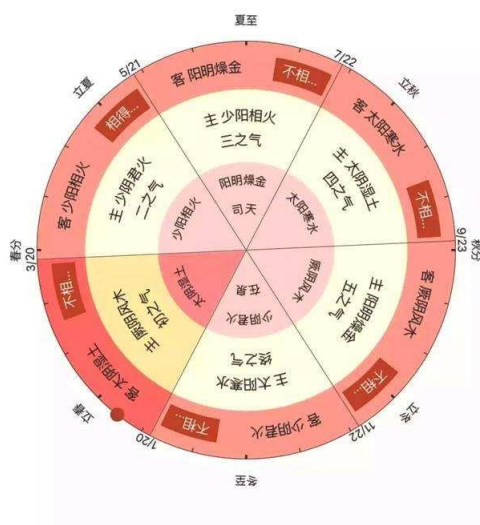 夏至
7/22
立秋
9/23
秋分
立冬
11/22
冬至
1/20
立春
3/20
春分
立夏
5/21
客 阳明燥金
不相...
客 太阳寒水
不相...
客 厥阴风木
不相...
客 少阴君火
不相...
客 太阴湿土
不相...
客 少阳相火
相得...
主 少阳相火
三之气
主 太阴湿土
四之气
主 阳明燥金
五之气
主 太阳寒水
终之气
主 厥阴风木
初之气
主 少阴君火
二之气
阳明燥金
司天
太阳寒水
厥阴风木
少阴君火
在泉
太阴湿土
少阳相火